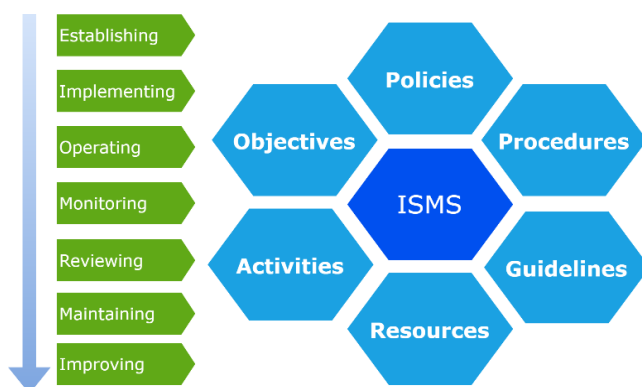 Establishing
Implementing
Operating
Monitoring
Reviewing
Maintaining
Improving
Policies
Objectives
Procedures
ISMS
Activities
Guidelines
Resources